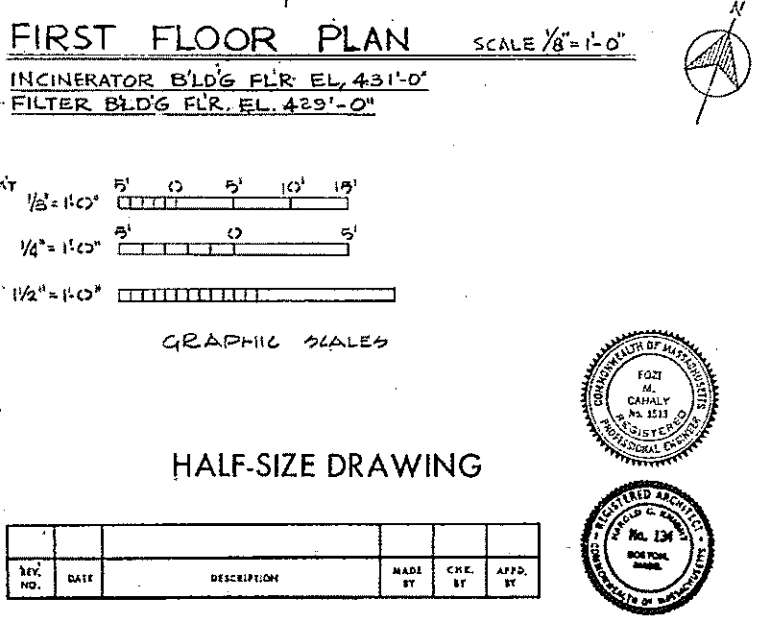 N
FIRST FLOOR PLAN SCALE 1/8"=1'-0"
INCINERATOR B'LD'G FL'R. EL, 431'-0"
FILTER B'LD'G FL'R. EL. 429'-0"
1/8"=1'-0" 5' 0 5' 10' 15'
1/4"=1'-0" 5' 0 5'
1 1/2"=1'-0"
GRAPHIC SCALES
COMMONWEALTH OF MASSACHUSETTS
FOZI
M.
CAHALY
No. 1513
REGISTERED
PROFESSIONAL ENGINEER
HALF-SIZE DRAWING
REGISTERED ARCHITECT
HAROLD G.
No. 134
BOSTON,
MASS.
COMMONWEALTH OF MASSACHUSETTS
REV. NO. DATE DESCRIPTION MADE BY CHK. BY APPD. BY